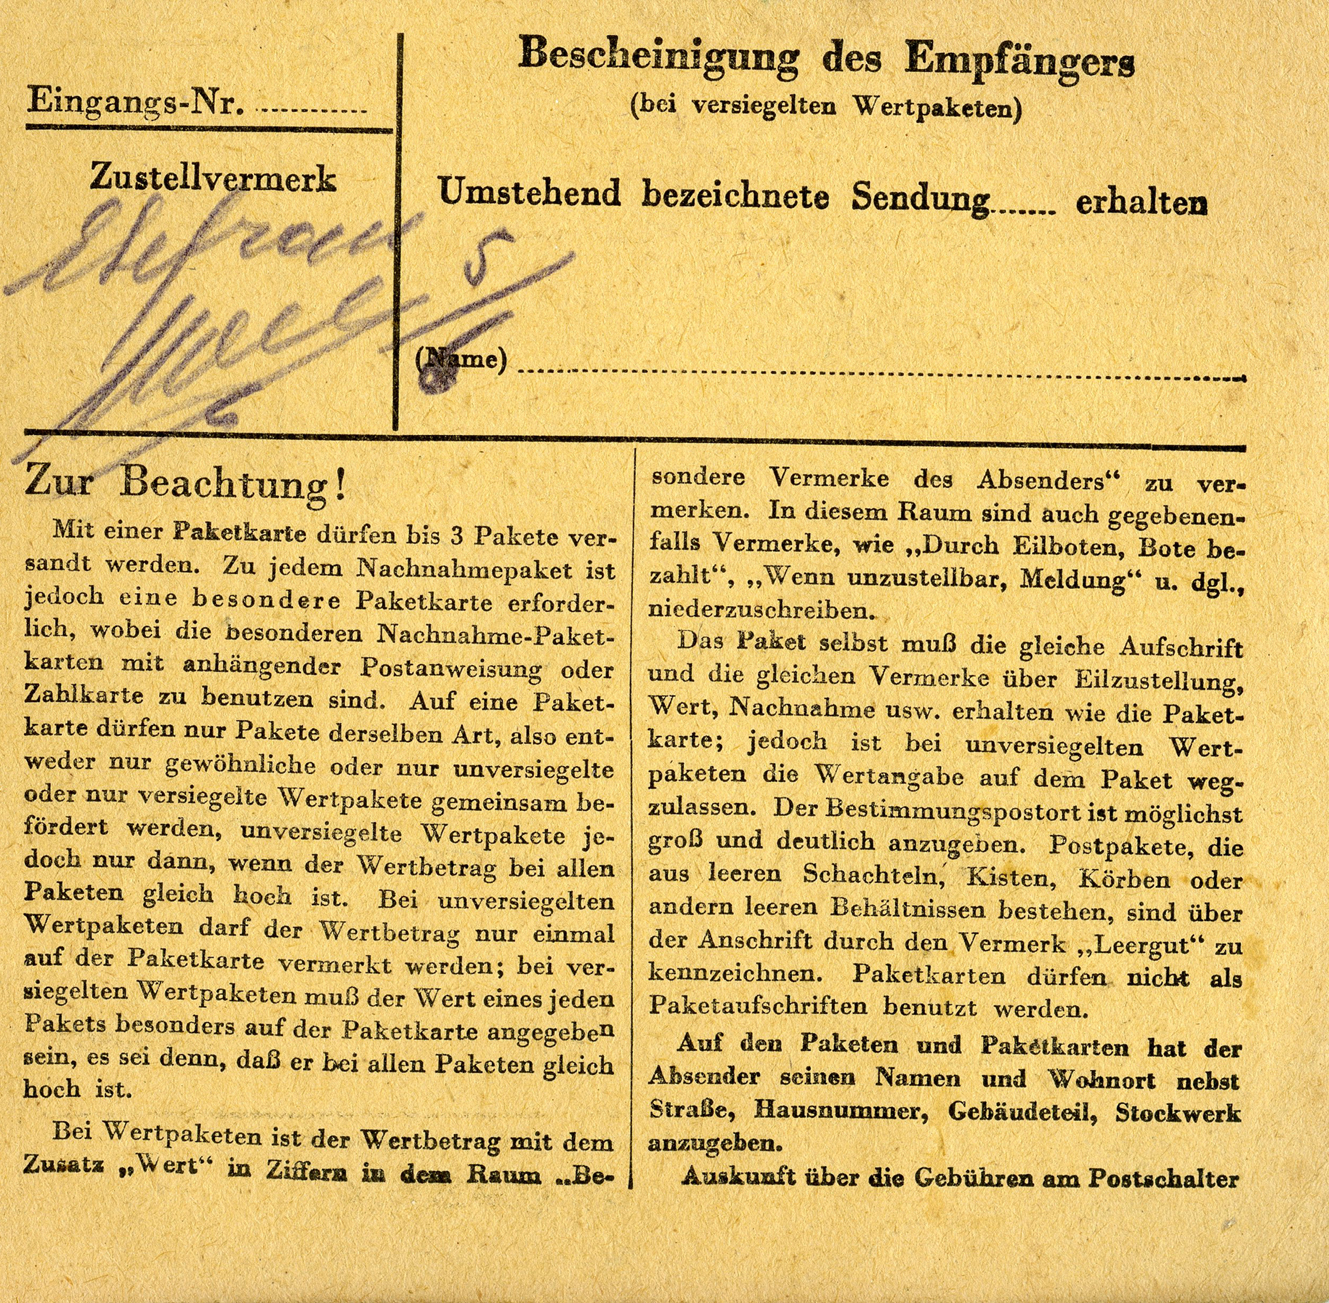 Eingangs-Nr. ............
Zustellvermerk
Ehefrau
5
Bescheinigung des Empfängers
(bei versiegelten Wertpaketen)
Umstehend bezeichnete Sendung....... erhalten
(Name) ........................................................................
Zur Beachtung!
Mit einer Paketkarte dürfen bis 3 Pakete ver-
sandt werden. Zu jedem Nachnahmepaket ist
jedoch eine besondere Paketkarte erforder-
lich, wobei die besonderen Nachnahme-Paket-
karten mit anhängender Postanweisung oder
Zahlkarte zu benutzen sind. Auf eine Paket-
karte dürfen nur Pakete derselben Art, also ent-
weder nur gewöhnliche oder nur unversiegelte
oder nur versiegelte Wertpakete gemeinsam be-
fördert werden, unversiegelte Wertpakete je-
doch nur dann, wenn der Wertbetrag bei allen
Paketen gleich hoch ist. Bei unversiegelten
Wertpaketen darf der Wertbetrag nur einmal
auf der Paketkarte vermerkt werden; bei ver-
siegelten Wertpaketen muß der Wert eines jeden
Pakets besonders auf der Paketkarte angegeben
sein, es sei denn, daß er bei allen Paketen gleich
hoch ist.
Bei Wertpaketen ist der Wertbetrag mit dem
Zusatz „Wert“ in Ziffern in dem Raum „Be-
sondere Vermerke des Absenders“ zu ver-
merken. In diesem Raum sind auch gegebenen-
falls Vermerke, wie „Durch Eilboten, Bote be-
zahlt“, „Wenn unzustellbar, Meldung“ u. dgl.,
niederzuschreiben.
Das Paket selbst muß die gleiche Aufschrift
und die gleichen Vermerke über Eilzustellung,
Wert, Nachnahme usw. erhalten wie die Paket-
karte; jedoch ist bei unversiegelten Wert-
paketen die Wertangabe auf dem Paket weg-
zulassen. Der Bestimmungspostort ist möglichst
groß und deutlich anzugeben. Postpakete, die
aus leeren Schachteln, Kisten, Körben oder
andern leeren Behältnissen bestehen, sind über
der Anschrift durch den Vermerk „Leergut“ zu
kennzeichnen. Paketkarten dürfen nicht als
Paketaufschriften benutzt werden.
Auf den Paketen und Paketkarten hat der
Absender seinen Namen und Wohnort nebst
Straße, Hausnummer, Gebäudeteil, Stockwerk
anzugeben.
Auskunft über die Gebühren am Postschalter